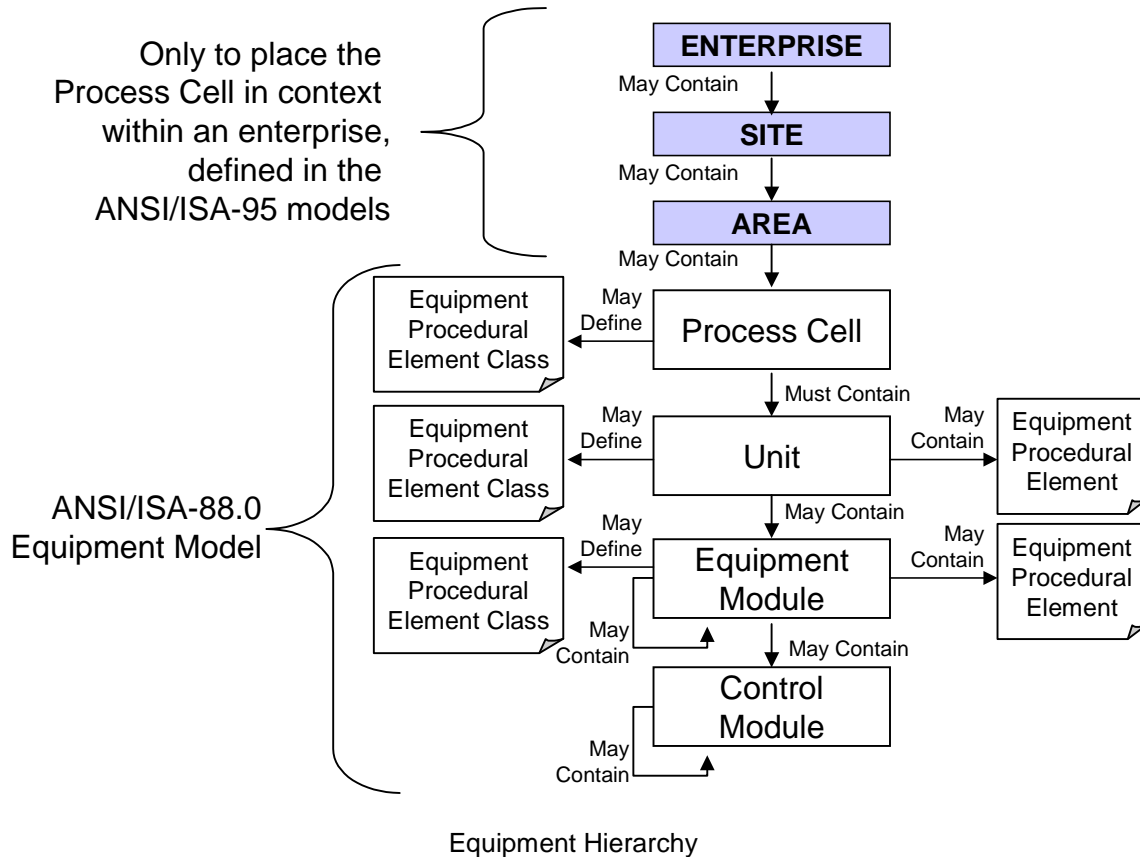 Only to place the
Process Cell in context
within an enterprise,
defined in the
ANSI/ISA-95 models
ENTERPRISE
May Contain
SITE
May Contain
AREA
May Contain
Equipment
Procedural
Element Class
May
Define
Process Cell
Must Contain
Equipment
Procedural
Element Class
May
Define
Unit
May
Contain
Equipment
Procedural
Element
May Contain
ANSI/ISA-88.0
Equipment Model
Equipment
Procedural
Element Class
May
Define
Equipment
Module
May
Contain
Equipment
Procedural
Element
May
Contain
May Contain
Control
Module
May
Contain
Equipment Hierarchy